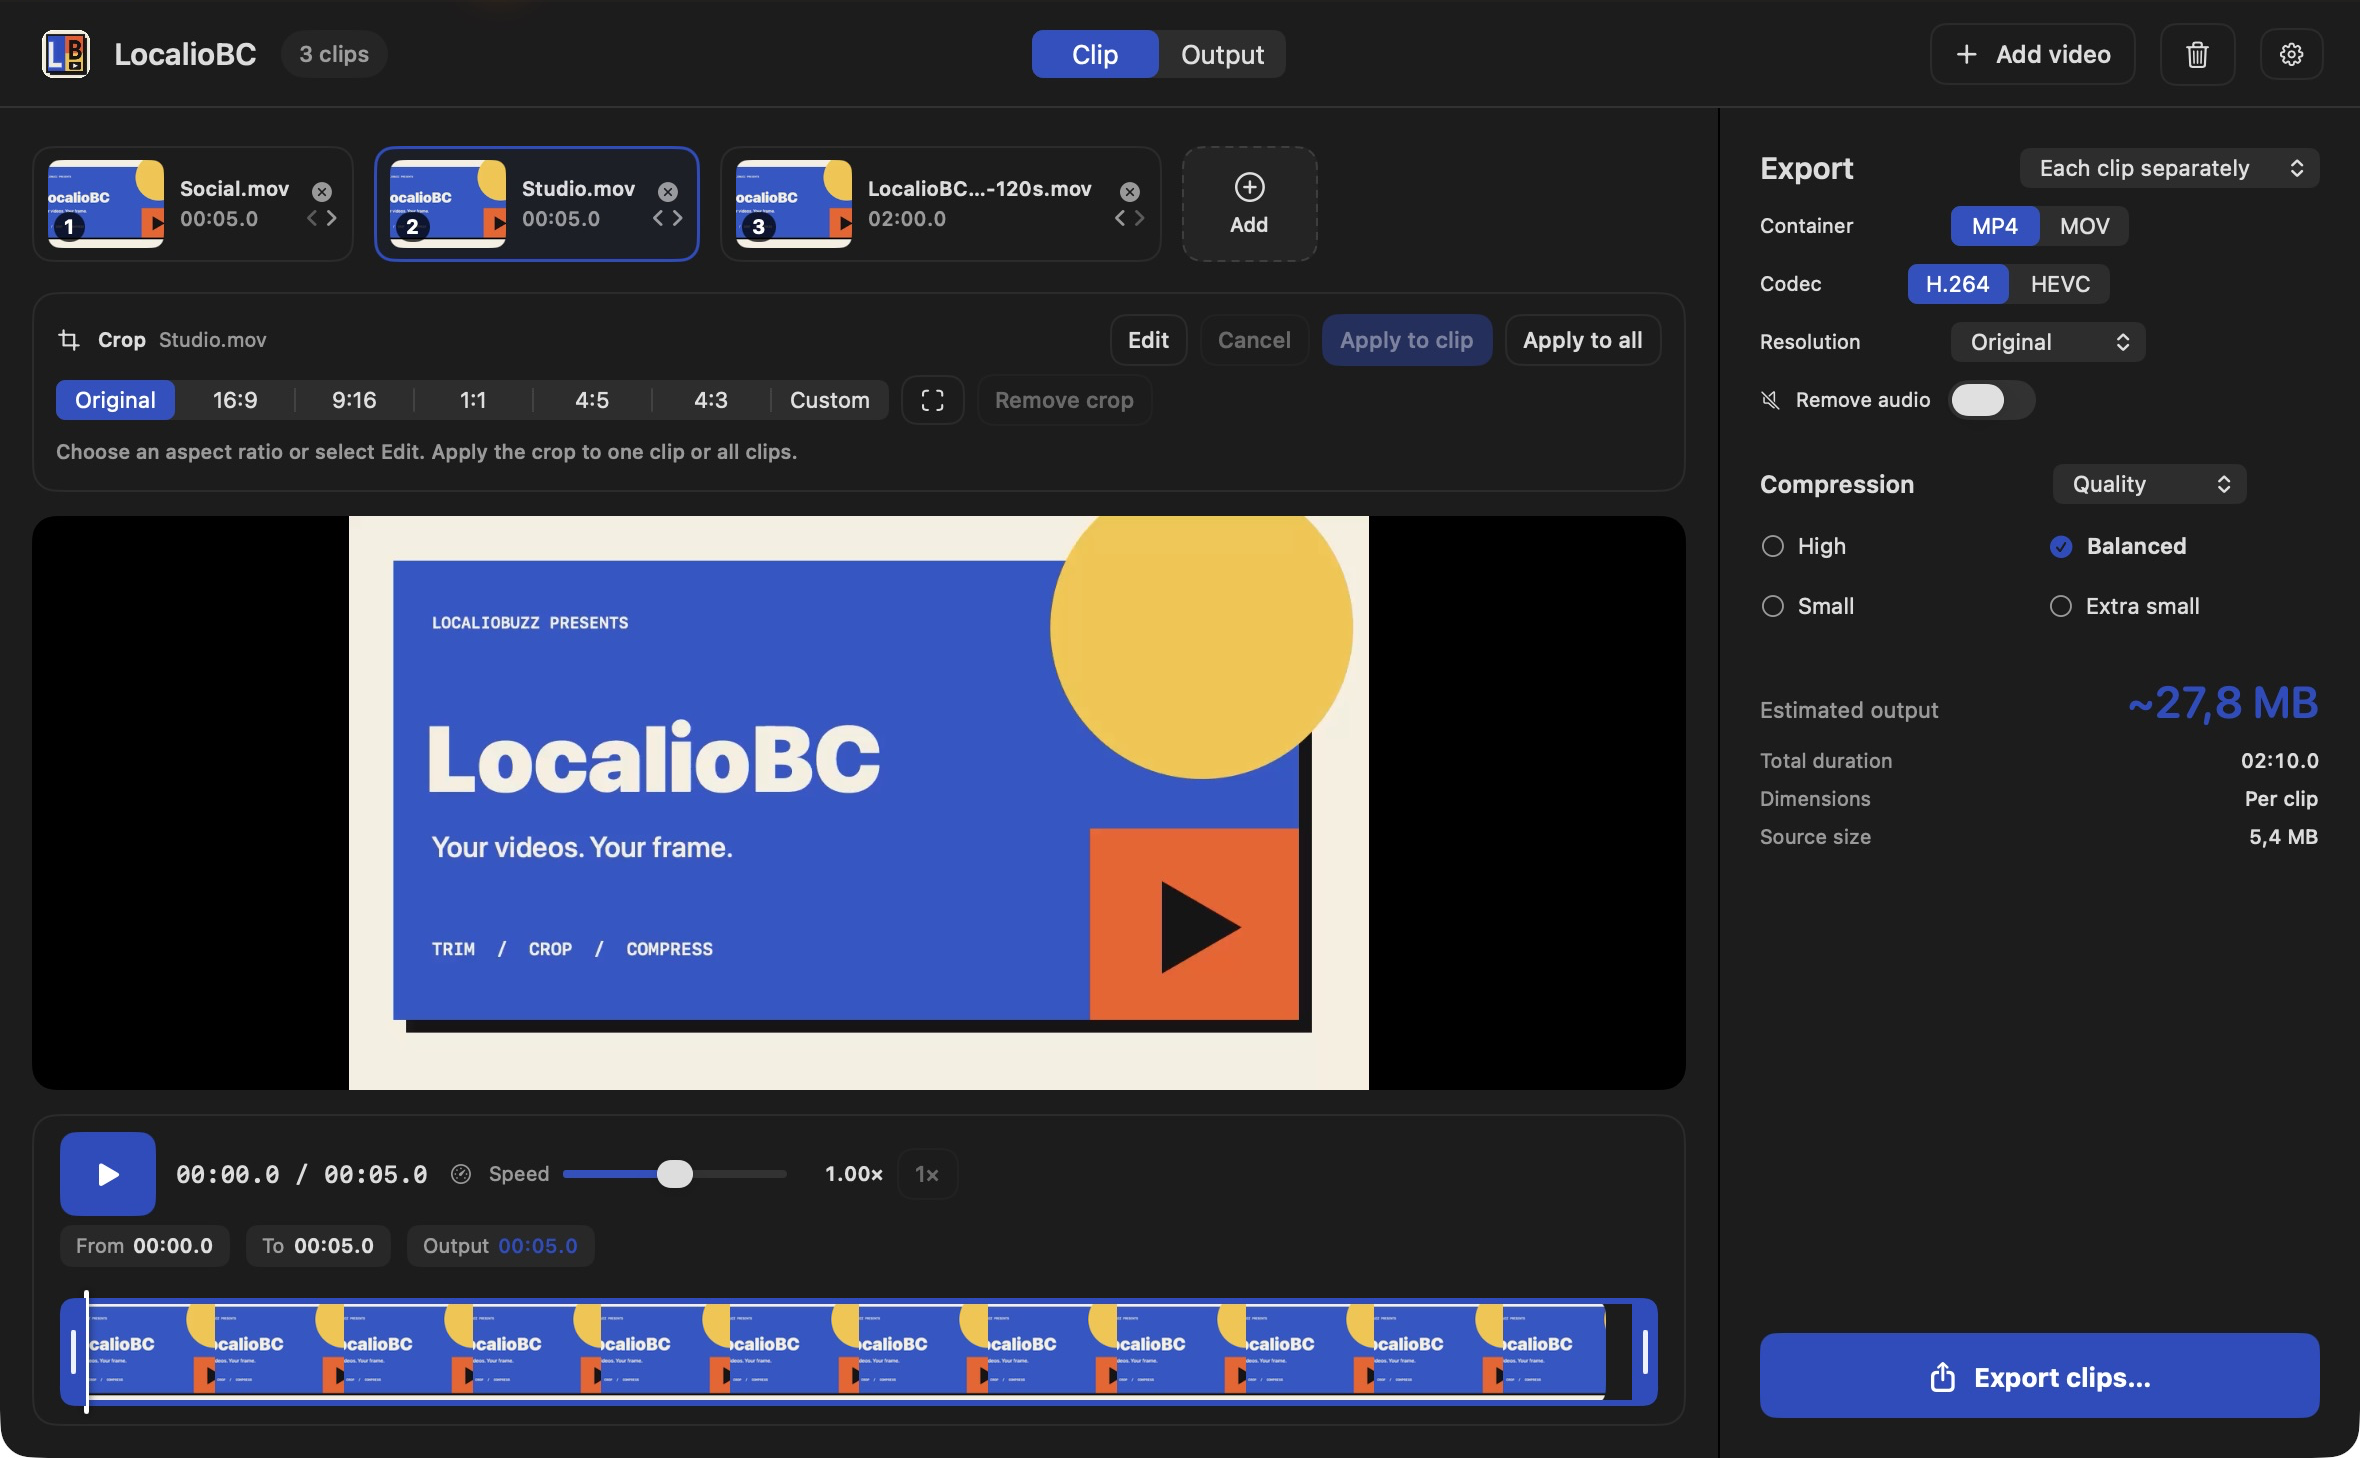 LocalioBC 3 clips Clip Output + Add video
1 Social.mov 00:05.0
2 Studio.mov 00:05.0
3 LocalioBC...-120s.mov 02:00.0
Add
Crop Studio.mov Edit Cancel Apply to clip Apply to all
Original 16:9 9:16 1:1 4:5 4:3 Custom Remove crop
Choose an aspect ratio or select Edit. Apply the crop to one clip or all clips.
LOCALIOBUZZ PRESENTS
LocalioBC
Your videos. Your frame.
TRIM / CROP / COMPRESS
00:00.0 / 00:05.0 Speed 1.00× 1×
From 00:00.0 To 00:05.0 Output 00:05.0
Export Each clip separately
Container MP4 MOV
Codec H.264 HEVC
Resolution Original
Remove audio
Compression Quality
High Balanced
Small Extra small
Estimated output ~27,8 MB
Total duration 02:10.0
Dimensions Per clip
Source size 5,4 MB
Export clips...